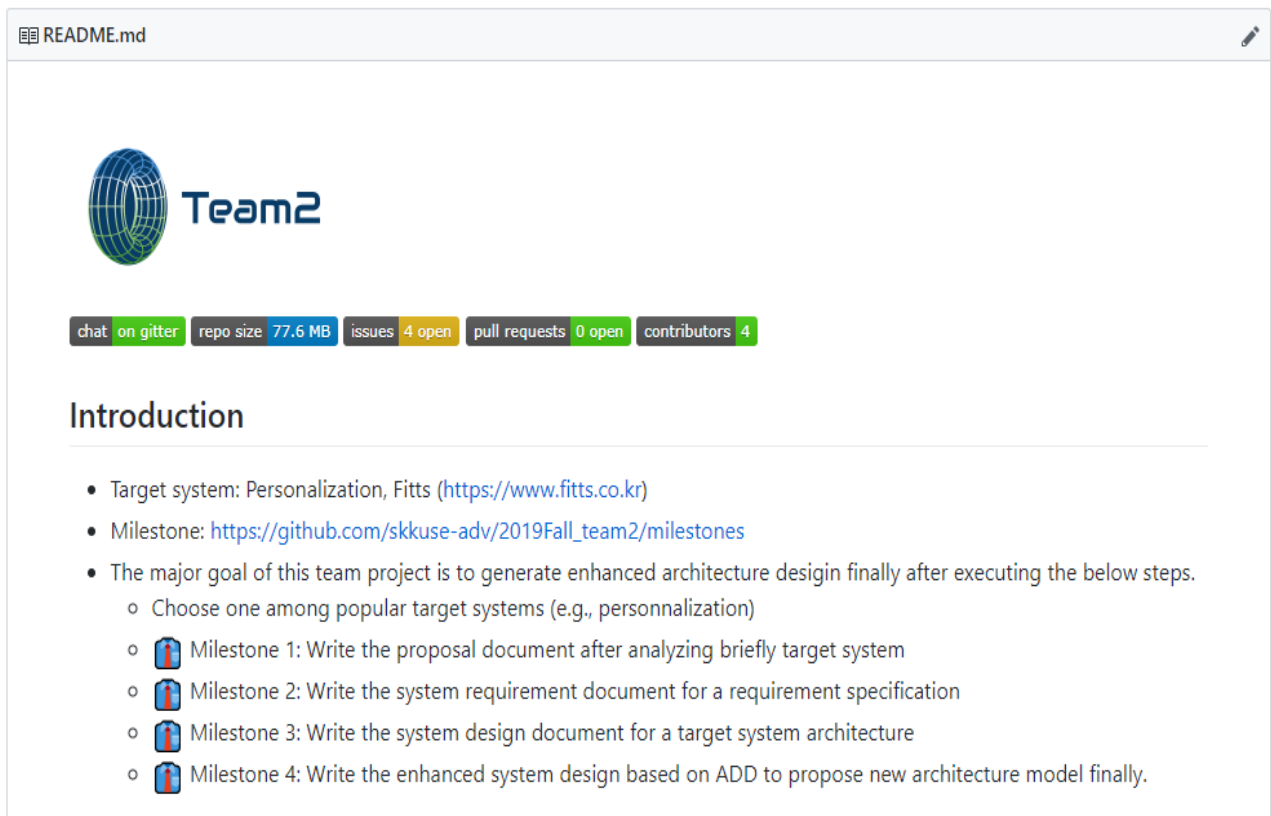 README.md
Team2
chat on gitter repo size 77.6 MB issues 4 open pull requests 0 open contributors 4
Introduction
Target system: Personalization, Fitts (https://www.fitts.co.kr)
Milestone: https://github.com/skkuse-adv/2019Fall_team2/milestones
The major goal of this team project is to generate enhanced architecture desigin finally after executing the below steps.
Choose one among popular target systems (e.g., personnalization)
Milestone 1: Write the proposal document after analyzing briefly target system
Milestone 2: Write the system requirement document for a requirement specification
Milestone 3: Write the system design document for a target system architecture
Milestone 4: Write the enhanced system design based on ADD to propose new architecture model finally.